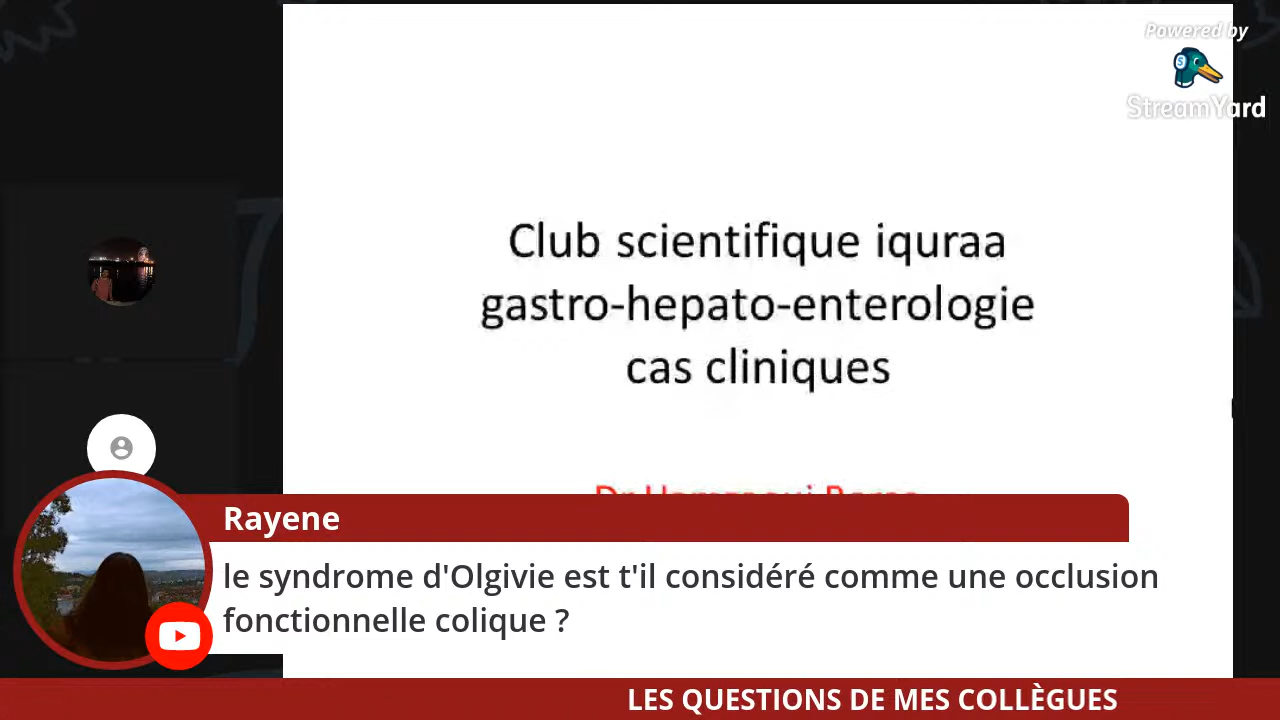 Powered by
StreamYard
Club scientifique iquraa
gastro-hepato-enterologie
cas cliniques
Rayene
le syndrome d'Olgivie est t'il considéré comme une occlusion
fonctionnelle colique ?
LES QUESTIONS DE MES COLLÈGUES